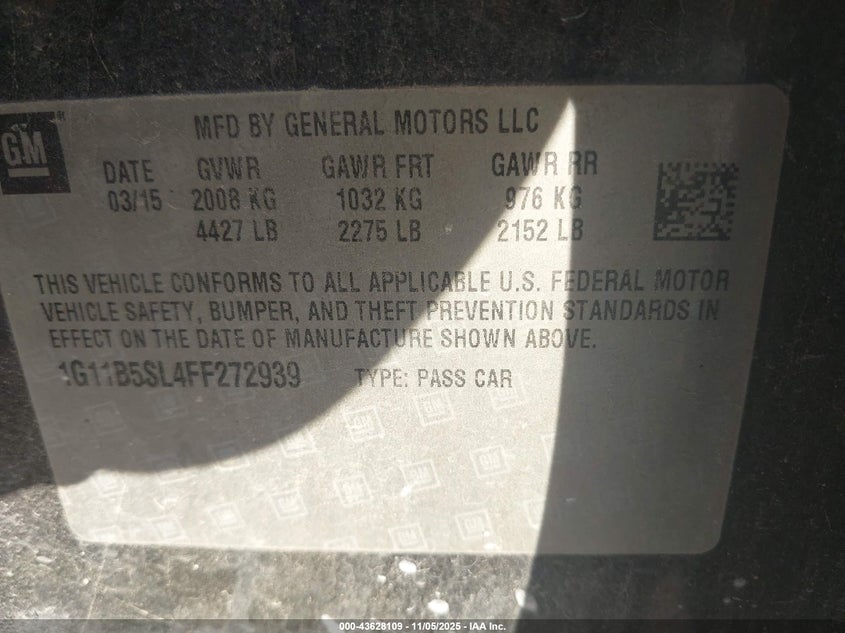 GM
MFD BY GENERAL MOTORS LLC
DATE GVWR GAWR FRT GAWR RR
03/15 2008 KG 1032 KG 976 KG
4427 LB 2275 LB 2152 LB
THIS VEHICLE CONFORMS TO ALL APPLICABLE U.S. FEDERAL MOTOR
VEHICLE SAFETY, BUMPER, AND THEFT PREVENTION STANDARDS IN
EFFECT ON THE DATE OF MANUFACTURE SHOWN ABOVE.
1G11B5SL4FF272939 TYPE: PASS CAR
000-43628109 - 11/05/2025 - IAA Inc.